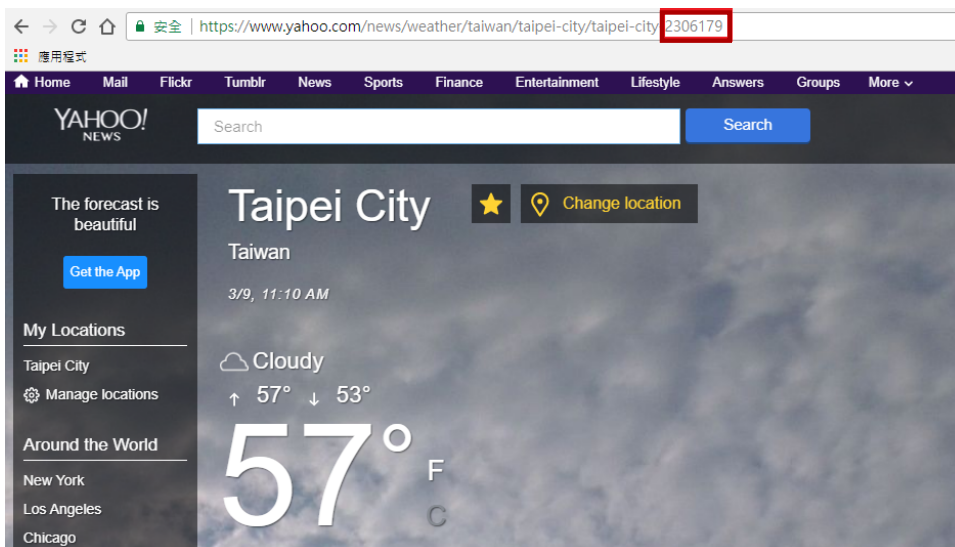 安全 | https://www.yahoo.com/news/weather/taiwan/taipei-city/taipei-city-2306179
應用程式
Home Mail Flickr Tumblr News Sports Finance Entertainment Lifestyle Answers Groups More
YAHOO!
NEWS
Search
Search
The forecast is
beautiful
Get the App
My Locations
Taipei City
Manage locations
Around the World
New York
Los Angeles
Chicago
Taipei City
Change location
Taiwan
3/9, 11:10 AM
Cloudy
↑ 57° ↓ 53°
57°
F
C